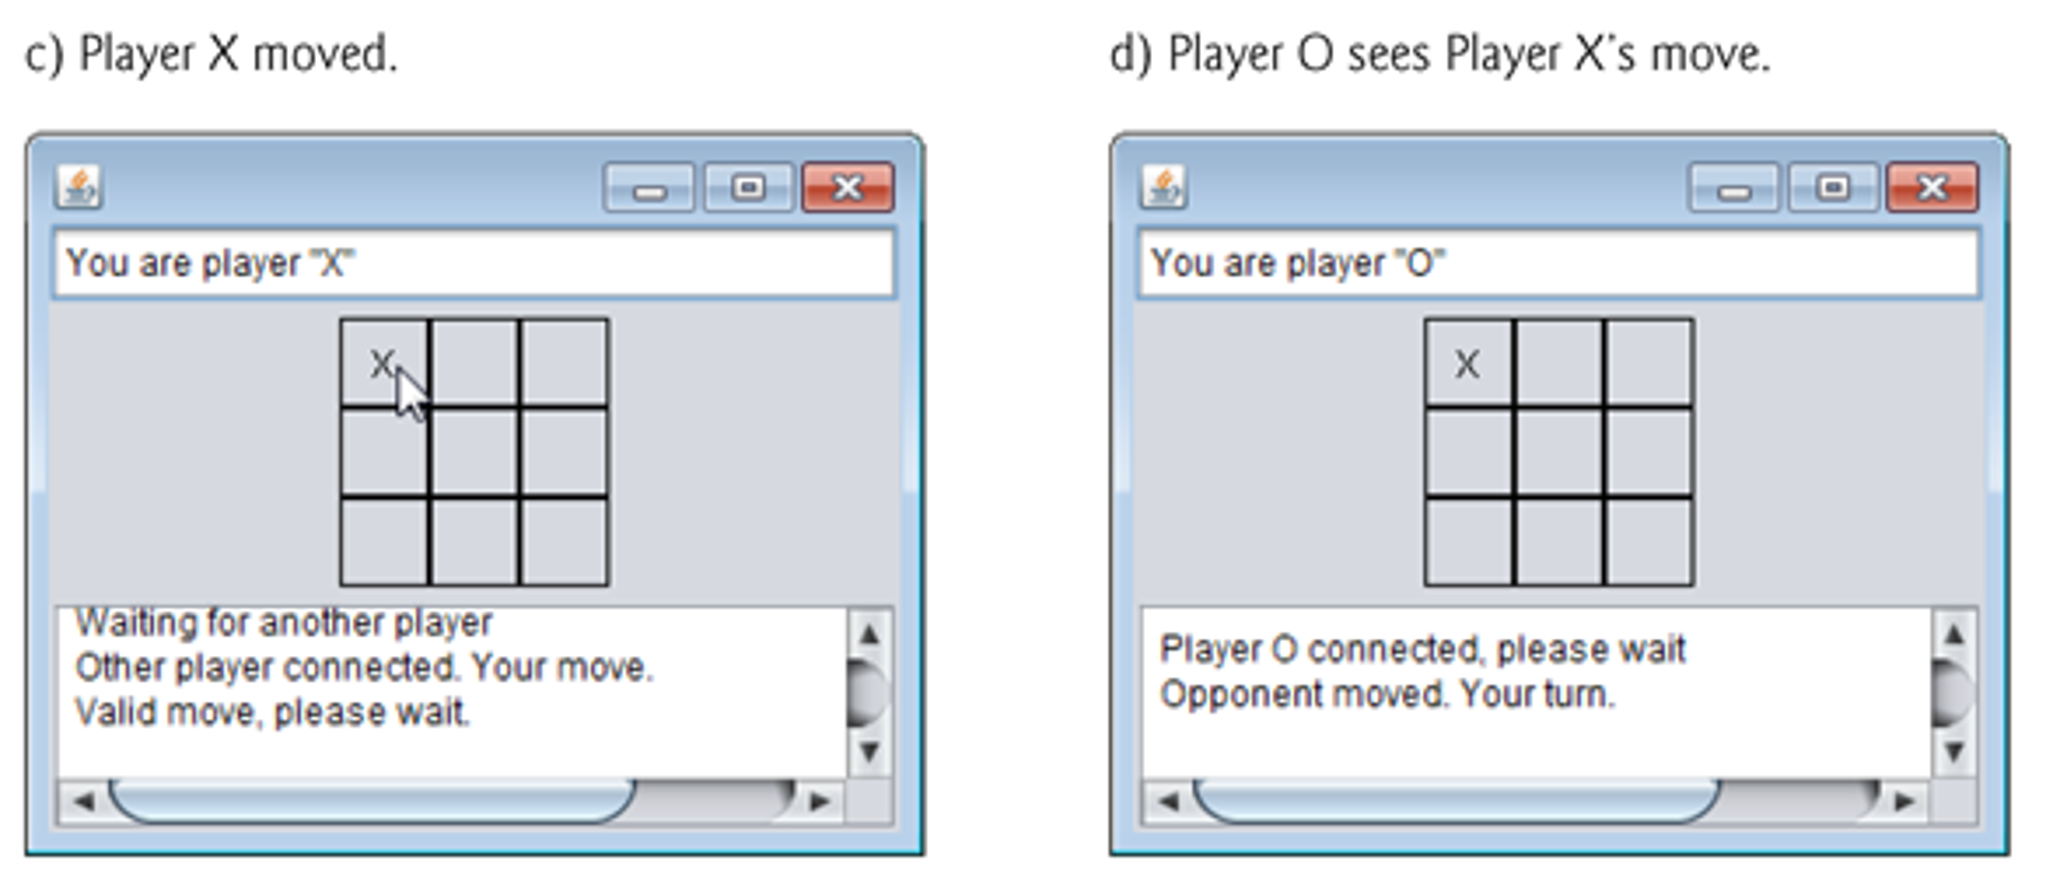 c) Player X moved.
You are player "X"
X
Waiting for another player
Other player connected. Your move.
Valid move, please wait.
d) Player O sees Player X's move.
You are player "O"
X
Player O connected, please wait
Opponent moved. Your turn.